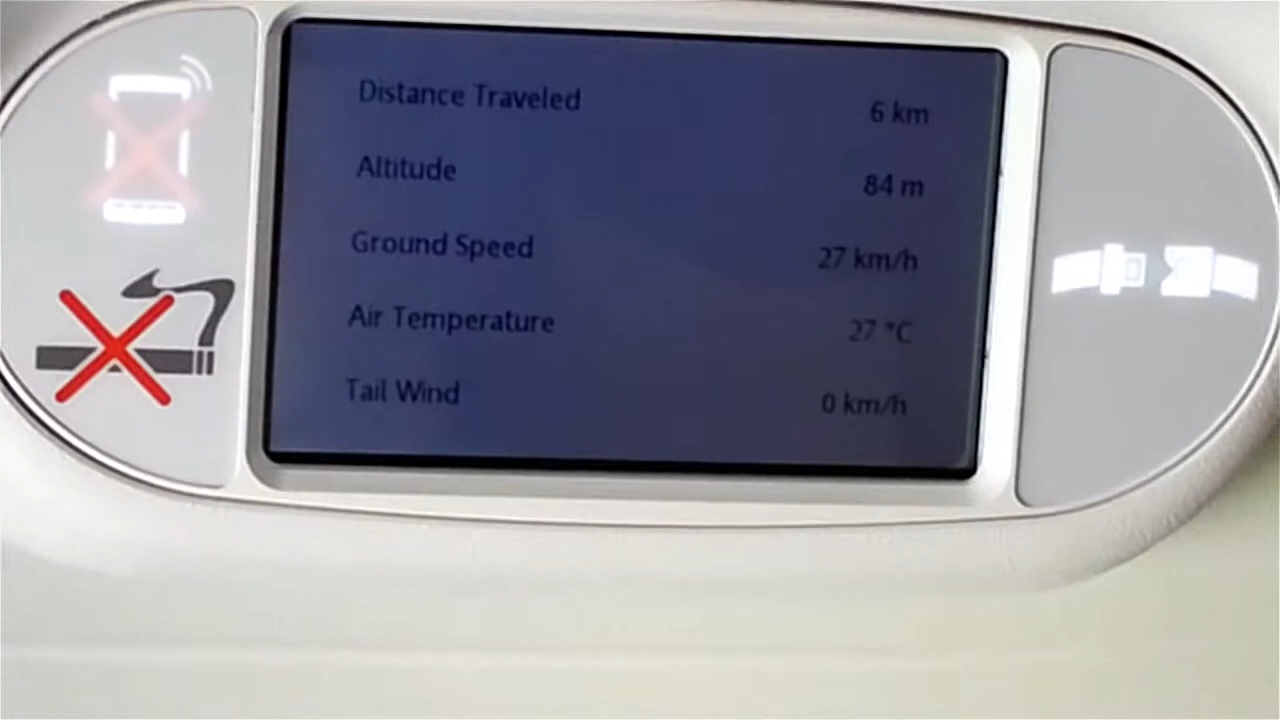 Distance Traveled 6 km
Altitude 84 m
Ground Speed 27 km/h
Air Temperature 27 °C
Tail Wind 0 km/h